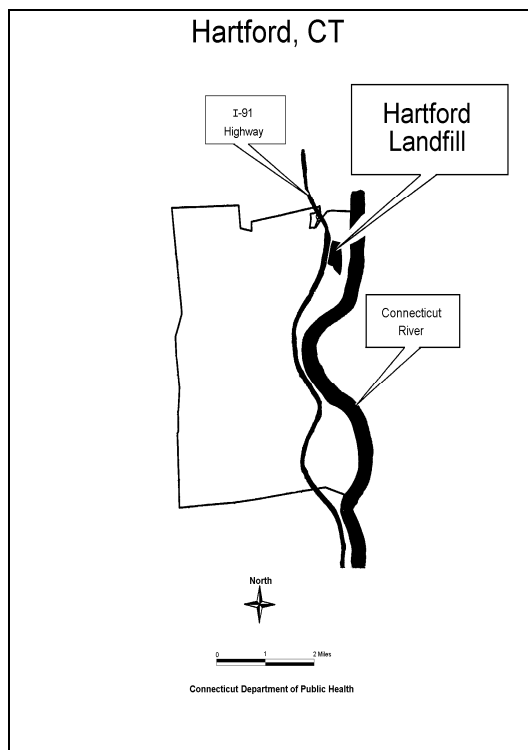 Hartford, CT
I-91
Highway
Hartford
Landfill
Connecticut
River
North
0 1 2 Miles
Connecticut Department of Public Health